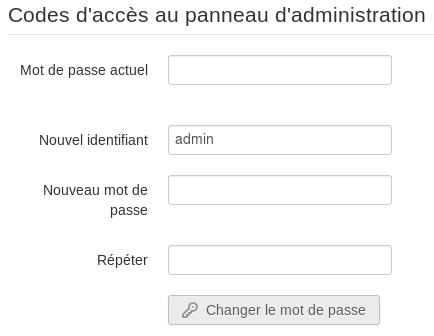 Codes d'accès au panneau d'administration
Mot de passe actuel
Nouvel identifiant
admin
Nouveau mot de
passe
Répéter
Changer le mot de passe